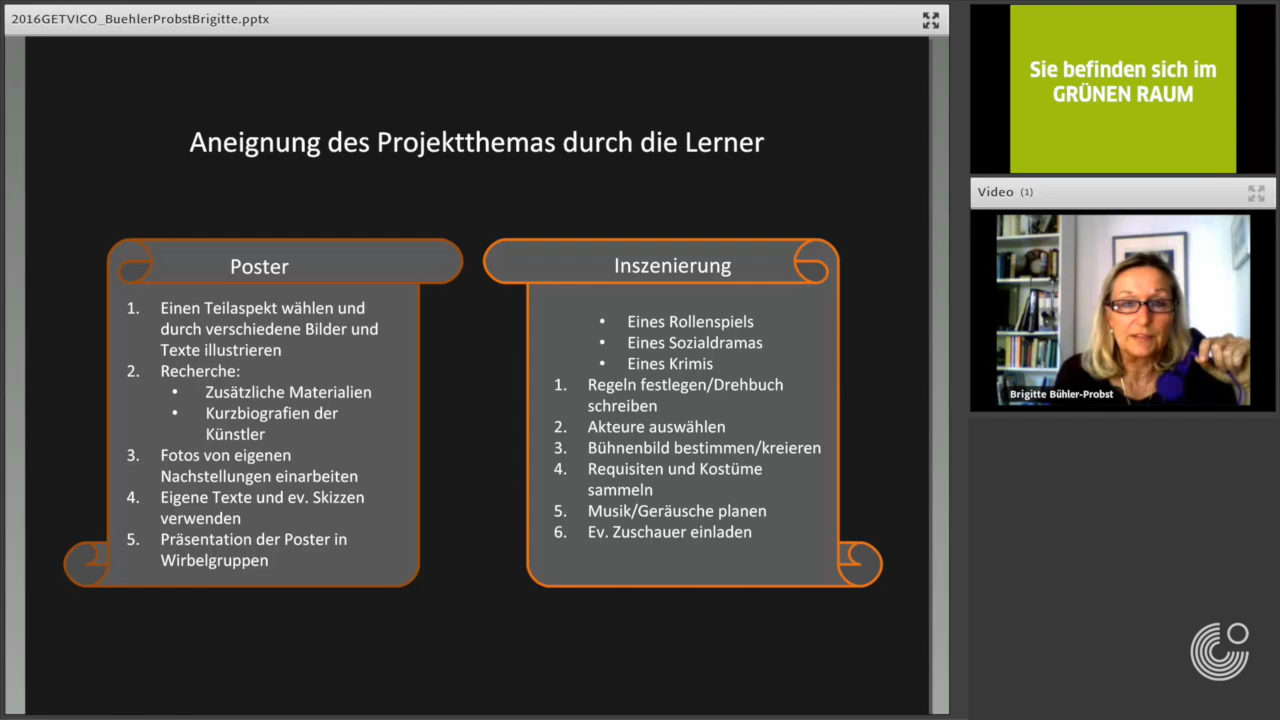 2016GETVICO_BuehlerProbstBrigitte.pptx
Aneignung des Projektthemas durch die Lerner
Poster
1. Einen Teilaspekt wählen und
durch verschiedene Bilder und
Texte illustrieren
2. Recherche:
• Zusätzliche Materialien
• Kurzbiografien der
Künstler
3. Fotos von eigenen
Nachstellungen einarbeiten
4. Eigene Texte und ev. Skizzen
verwenden
5. Präsentation der Poster in
Wirbelgruppen
Inszenierung
• Eines Rollenspiels
• Eines Sozialdramas
• Eines Krimis
1. Regeln festlegen/Drehbuch
schreiben
2. Akteure auswählen
3. Bühnenbild bestimmen/kreieren
4. Requisiten und Kostüme
sammeln
5. Musik/Geräusche planen
6. Ev. Zuschauer einladen
Sie befinden sich im
GRÜNEN RAUM
Video (1)
Brigitte Bühler-Probst